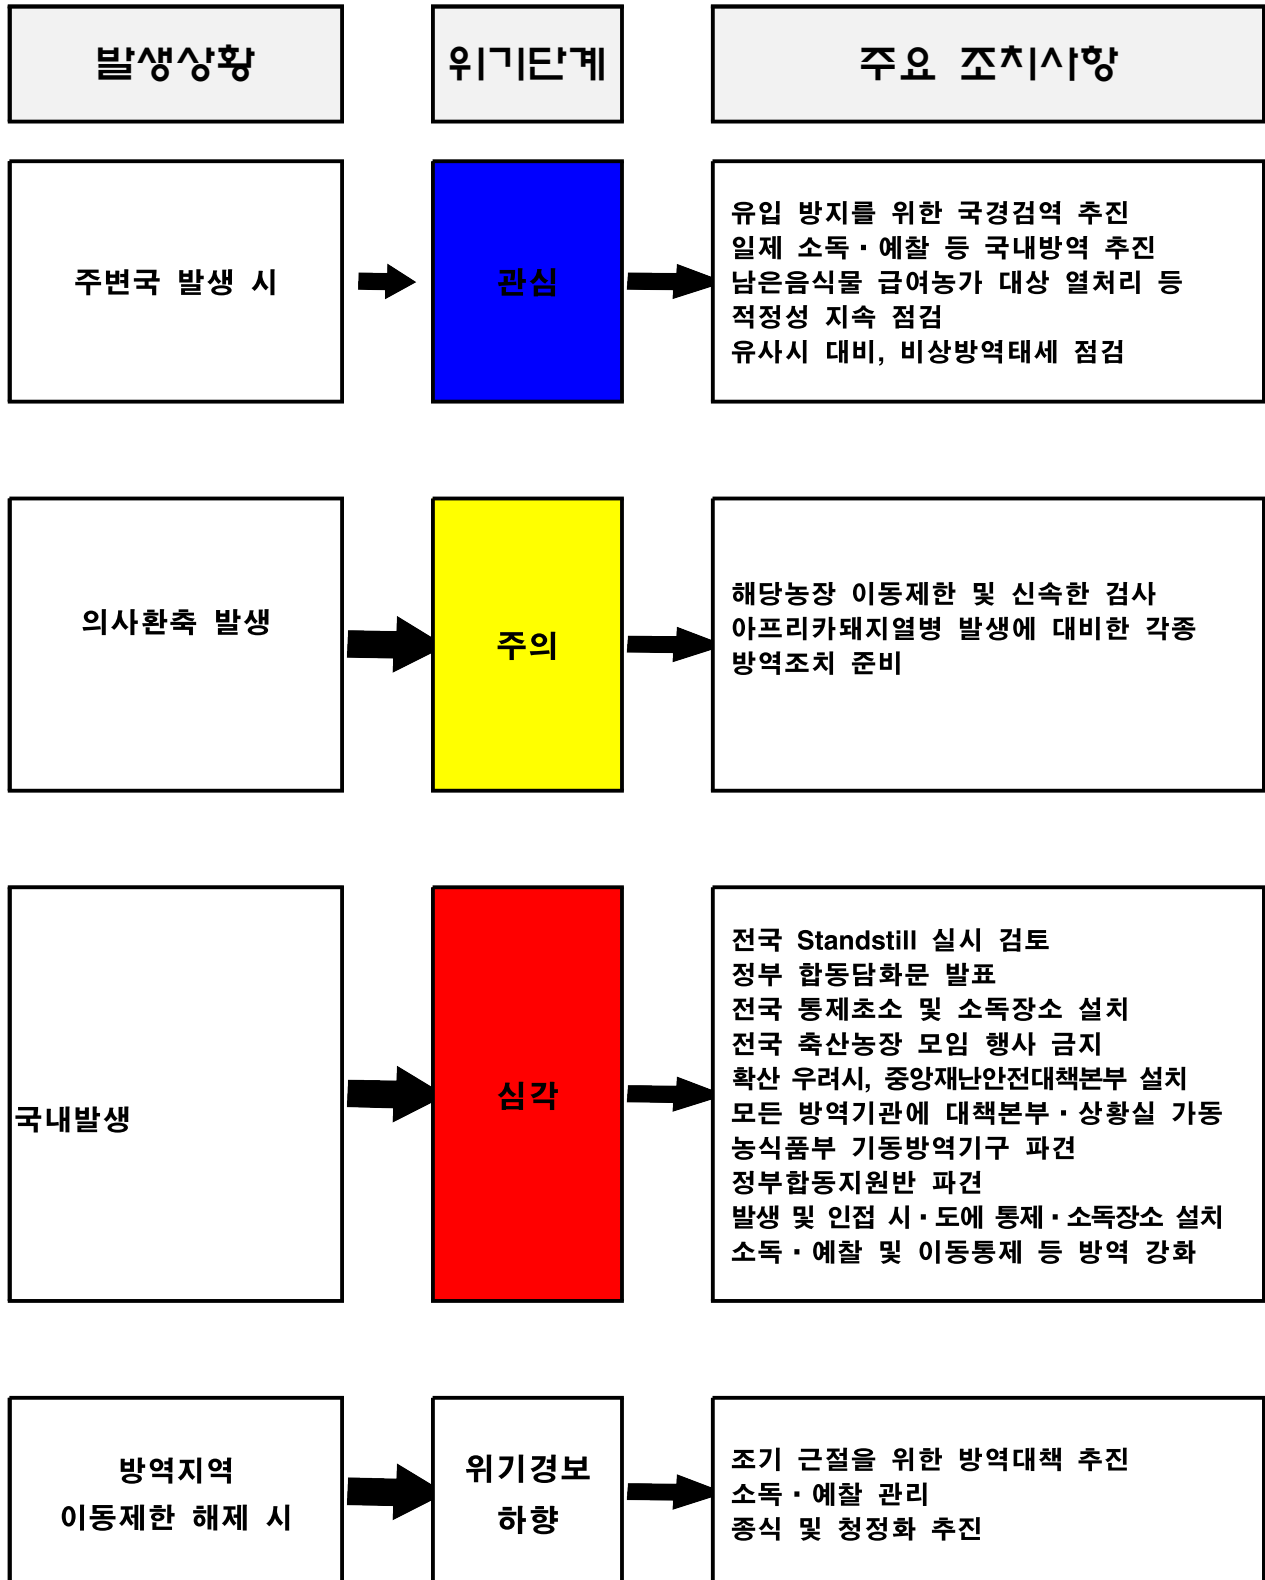 발생상황
위기단계
주요 조치사항
주변국 발생 시
관심
유입 방지를 위한 국경검역 추진
일제 소독 · 예찰 등 국내방역 추진
남은음식물 급여농가 대상 열처리 등
적정성 지속 점검
유사시 대비, 비상방역태세 점검
의사환축 발생
주의
해당농장 이동제한 및 신속한 검사
아프리카돼지열병 발생에 대비한 각종
방역조치 준비
국내발생
심각
전국 Standstill 실시 검토
정부 합동담화문 발표
전국 통제초소 및 소독장소 설치
전국 축산농장 모임 행사 금지
확산 우려시, 중앙재난안전대책본부 설치
모든 방역기관에 대책본부 · 상황실 가동
농식품부 기동방역기구 파견
정부합동지원반 파견
발생 및 인접 시 · 도에 통제 · 소독장소 설치
소독 · 예찰 및 이동통제 등 방역 강화
방역지역
이동제한 해제 시
위기경보
하향
조기 근절을 위한 방역대책 추진
소독 · 예찰 관리
종식 및 청정화 추진